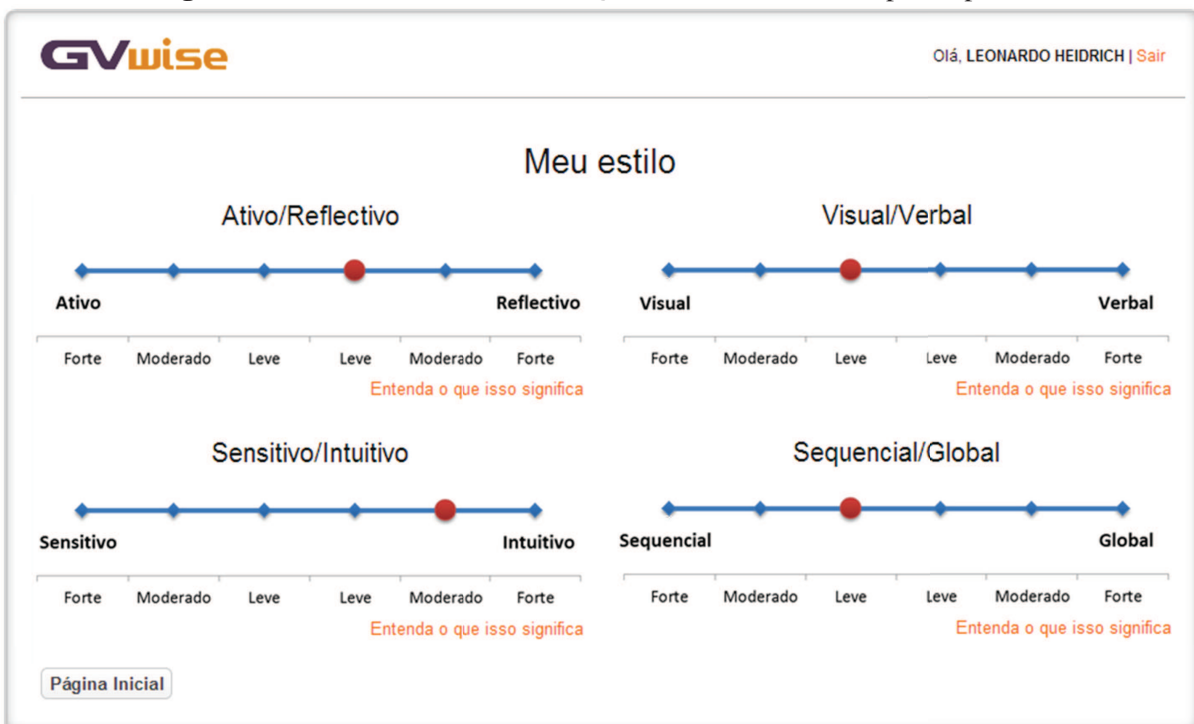 GVwise
Olá, LEONARDO HEIDRICH | Sair
Meu estilo
Ativo/Reflectivo
Ativo
Reflectivo
Forte Moderado Leve Leve Moderado Forte
Entenda o que isso significa
Visual/Verbal
Visual
Verbal
Forte Moderado Leve Leve Moderado Forte
Entenda o que isso significa
Sensitivo/Intuitivo
Sensitivo
Intuitivo
Forte Moderado Leve Leve Moderado Forte
Entenda o que isso significa
Sequencial/Global
Sequencial
Global
Forte Moderado Leve Leve Moderado Forte
Entenda o que isso significa
Página Inicial